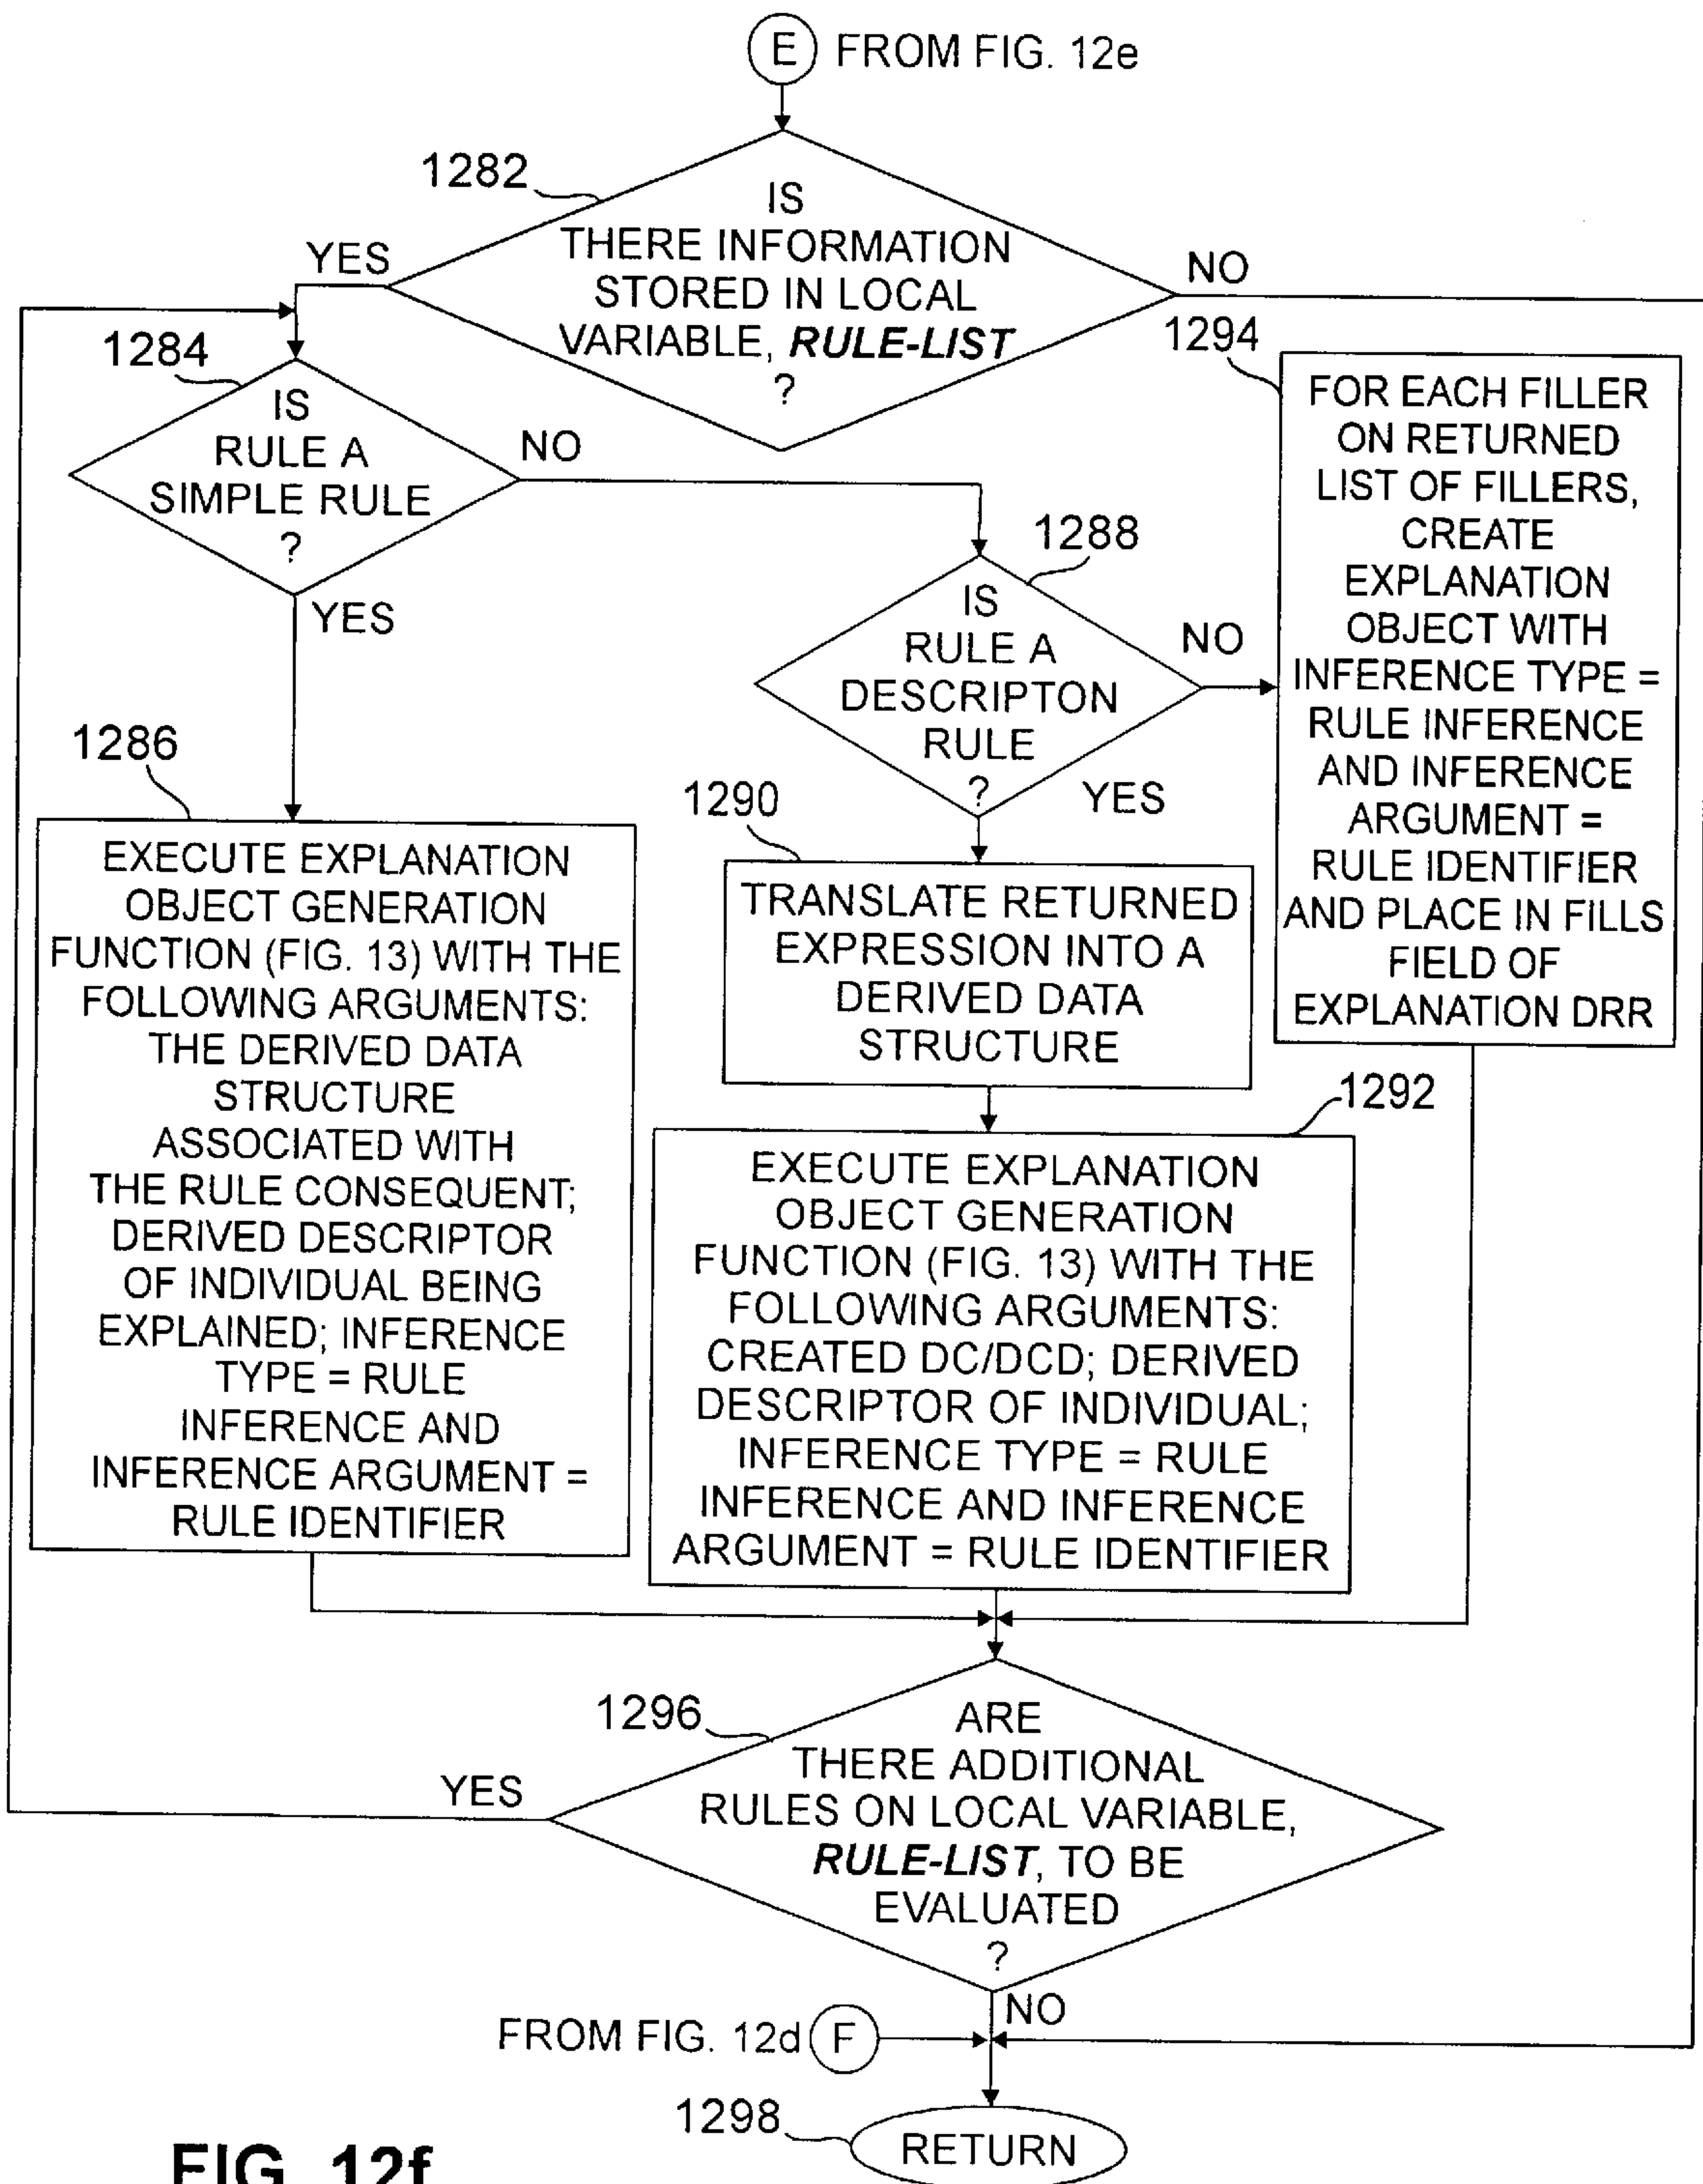 E FROM FIG. 12e
1282
IS
THERE INFORMATION
STORED IN LOCAL
VARIABLE, RULE-LIST
?
YES
NO
1284
IS
RULE A
SIMPLE RULE
?
NO
YES
1294
FOR EACH FILLER
ON RETURNED
LIST OF FILLERS,
CREATE
EXPLANATION
OBJECT WITH
INFERENCE TYPE =
RULE INFERENCE
AND INFERENCE
ARGUMENT =
RULE IDENTIFIER
AND PLACE IN FILLS
FIELD OF
EXPLANATION DRR
1288
IS
RULE A
DESCRIPTON
RULE
?
NO
YES
1286
EXECUTE EXPLANATION
OBJECT GENERATION
FUNCTION (FIG. 13) WITH THE
FOLLOWING ARGUMENTS:
THE DERIVED DATA
STRUCTURE
ASSOCIATED WITH
THE RULE CONSEQUENT;
DERIVED DESCRIPTOR
OF INDIVIDUAL BEING
EXPLAINED; INFERENCE
TYPE = RULE
INFERENCE AND
INFERENCE ARGUMENT =
RULE IDENTIFIER
1290
TRANSLATE RETURNED
EXPRESSION INTO A
DERIVED DATA
STRUCTURE
1292
EXECUTE EXPLANATION
OBJECT GENERATION
FUNCTION (FIG. 13) WITH THE
FOLLOWING ARGUMENTS:
CREATED DC/DCD; DERIVED
DESCRIPTOR OF INDIVIDUAL;
INFERENCE TYPE = RULE
INFERENCE AND INFERENCE
ARGUMENT = RULE IDENTIFIER
1296
ARE
THERE ADDITIONAL
RULES ON LOCAL VARIABLE,
RULE-LIST, TO BE
EVALUATED
?
YES
NO
FROM FIG. 12d F
1298
RETURN
FIG. 12f